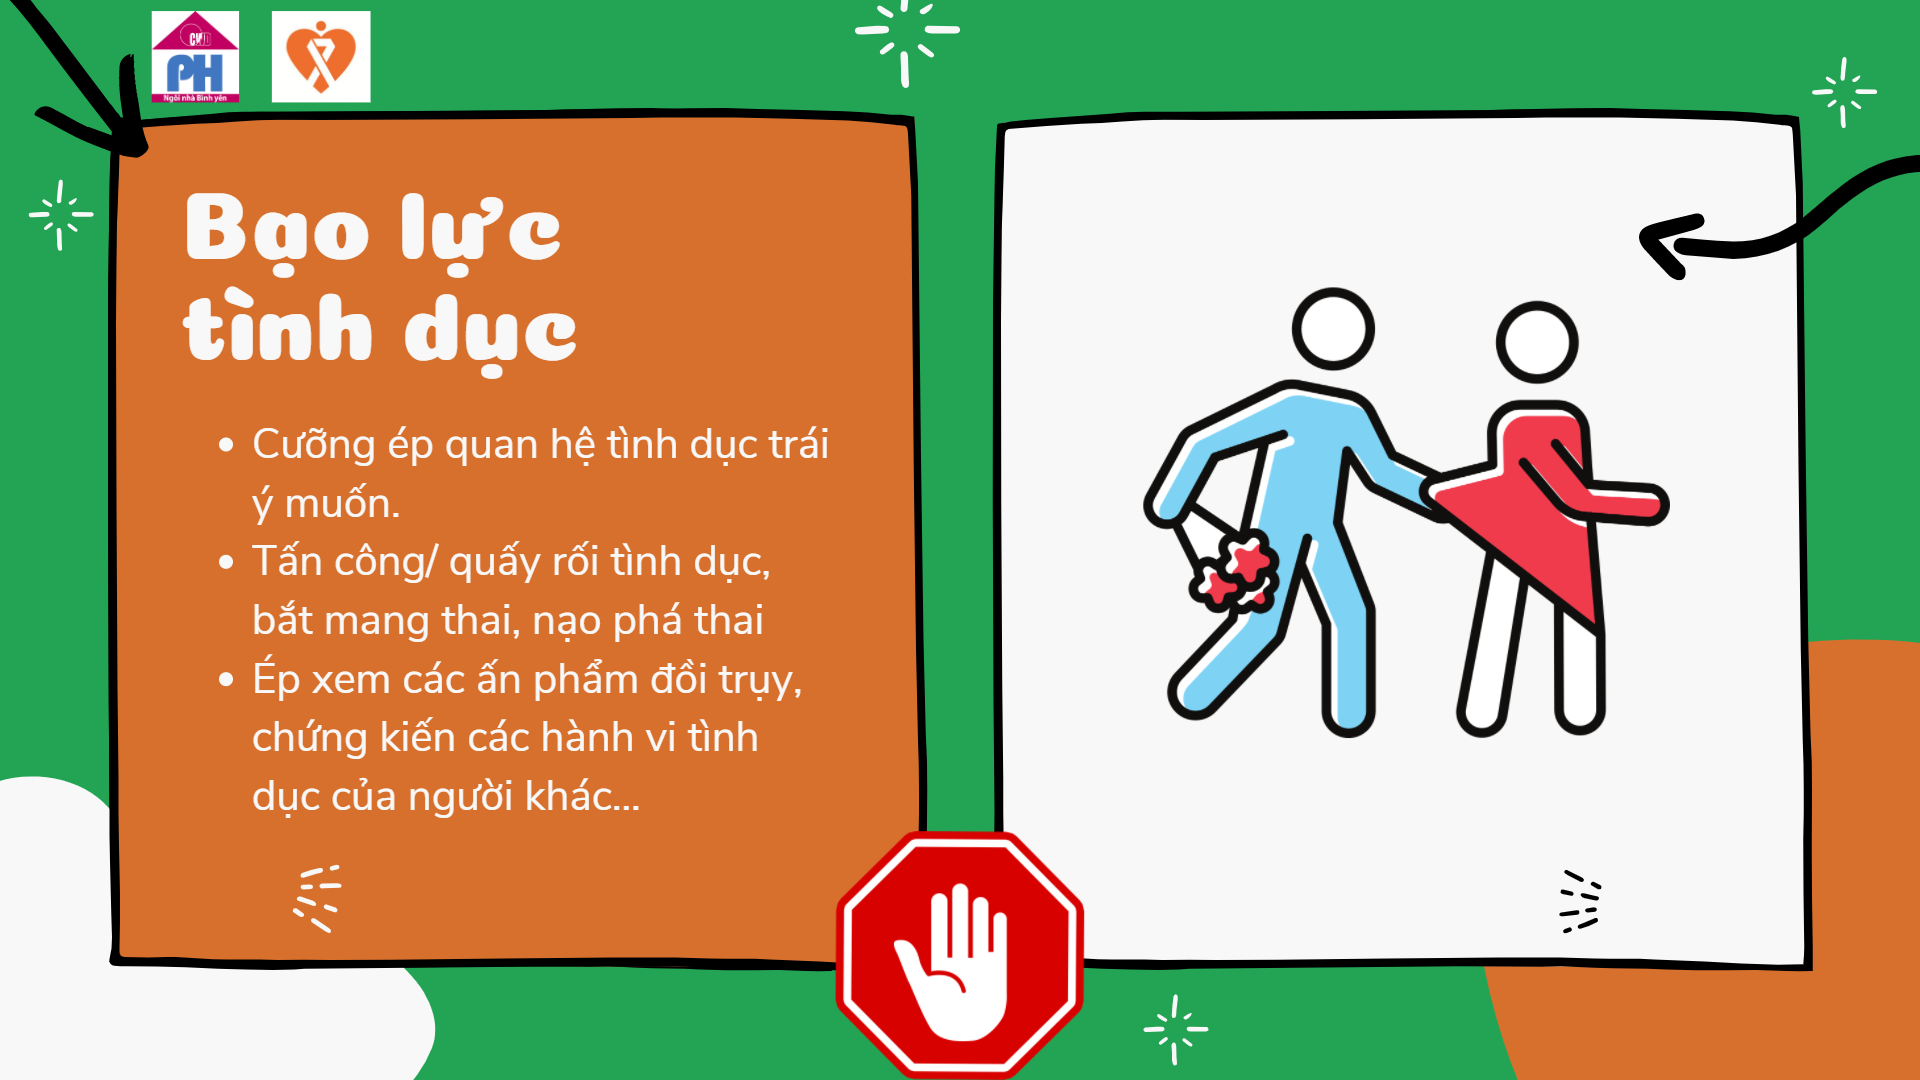 CWD
PH
Ngôi nhà Bình yên
Bạo lực
tình dục
Cưỡng ép quan hệ tình dục trái
ý muốn.
Tấn công/ quấy rối tình dục,
bắt mang thai, nạo phá thai
Ép xem các ấn phẩm đồi trụy,
chứng kiến các hành vi tình
dục của người khác...